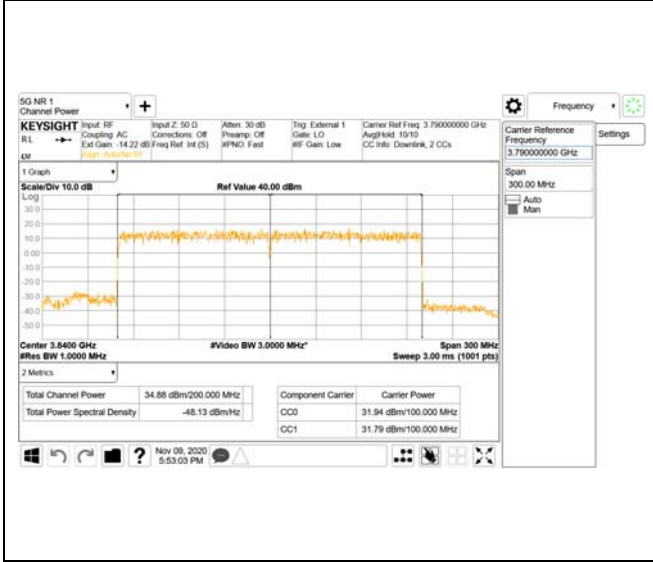 5G NR 1
Channel Power
Frequency
KEYSIGHT
RL
Input: RF
Coupling: AC
Ext Gain: -14.22 dB
Align: Auto/No RF
Input Z: 50 Ω
Corrections: Off
Freq Ref: Int (S)
Atten: 30 dB
Preamp: Off
#PNO: Fast
Trig: External 1
Gate: LO
#IF Gain: Low
Carrier Ref Freq: 3.790000000 GHz
Avg|Hold: 10/10
CC Info: Downlink, 2 CCs
Carrier Reference
Frequency
3.790000000 GHz
Settings
Span
300.00 MHz
Auto
Man
1 Graph
Scale/Div 10.0 dB
Ref Value 40.00 dBm
Log
30.0
20.0
10.0
0.00
-10.0
-20.0
-30.0
-40.0
-50.0
Center 3.8400 GHz
#Video BW 3.0000 MHz*
Span 300 MHz
#Res BW 1.0000 MHz
Sweep 3.00 ms (1001 pts)
2 Metrics
Total Channel Power 34.88 dBm/200.000 MHz
Total Power Spectral Density -48.13 dBm/Hz
Component Carrier Carrier Power
CC0 31.94 dBm/100.000 MHz
CC1 31.79 dBm/100.000 MHz
?
Nov 09, 2020
5:53:03 PM